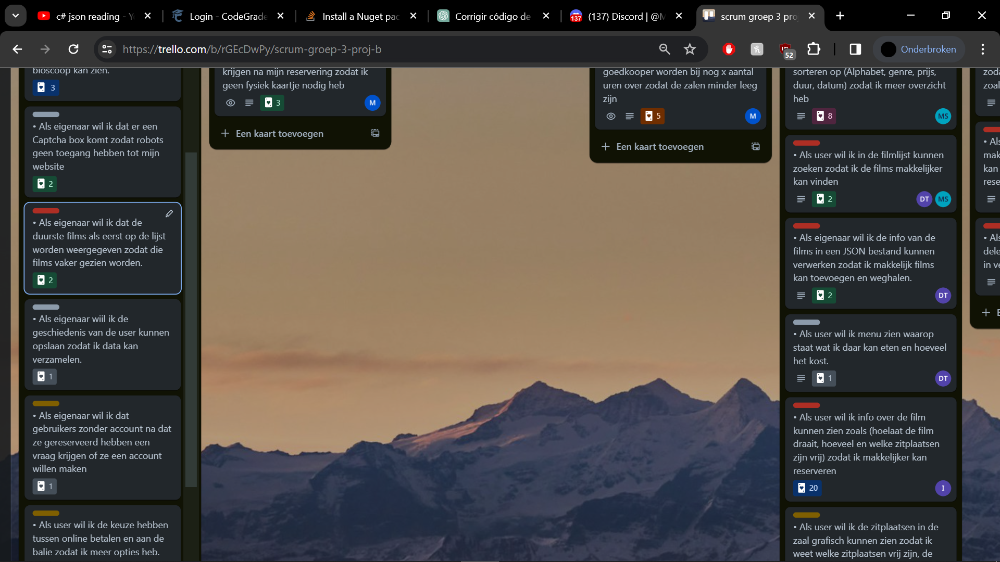 c# json reading -
Login - CodeGrade
Install a Nuget pac
Corrigir código de
(137) Discord | @M
scrum groep 3 pro
https://trello.com/b/rGEcDwPy/scrum-groep-3-proj-b
52
Onderbroken
bioscoop kan zien.
3
• Als eigenaar wil ik dat er een
Captcha box komt zodat robots
geen toegang hebben tot mijn
website
2
• Als eigenaar wil ik dat de
duurste films als eerst op de lijst
worden weergegeven zodat die
films vaker gezien worden.
2
• Als eigenaar wiil ik de
geschiedenis van de user kunnen
opslaan zodat ik data kan
verzamelen.
1
• Als eigenaar wil ik dat
gebruikers zonder account na dat
ze gereserveerd hebben een
vraag krijgen of ze een account
willen maken
1
• Als user wil ik de keuze hebben
tussen online betalen en aan de
balie zodat ik meer opties heb.
krijgen na mijn reservering zodat ik
geen fysiek kaartje nodig heb
3
M
Een kaart toevoegen
goedkooper worden bij nog x aantal
uren over zodat de zalen minder leeg
zijn
5
M
Een kaart toevoegen
sorteren op (Alphabet, genre, prijs,
duur, datum) zodat ik meer overzicht
heb
8
MS
• Als user wil ik in de filmlijst kunnen
zoeken zodat ik de films makkelijker
kan vinden
2
DT MS
• Als eigenaar wil ik de info van de
films in een JSON bestand kunnen
verwerken zodat ik makkelijk films
kan toevoegen en weghalen.
2
DT
• Als user wil ik menu zien waarop
staat wat ik daar kan eten en hoeveel
het kost.
1
DT
• Als user wil ik info over de film
kunnen zien zoals (hoelaat de film
draait, hoeveel en welke zitplaatsen
zijn vrij) zodat ik makkelijker kan
reserveren
20
I
• Als user wil ik de zitplaatsen in de
zaal grafisch kunnen zien zodat ik
weet welke zitplaatsen vrij zijn, de
zoal
• Als
mak
kan
rese
• Als
dele
in ve